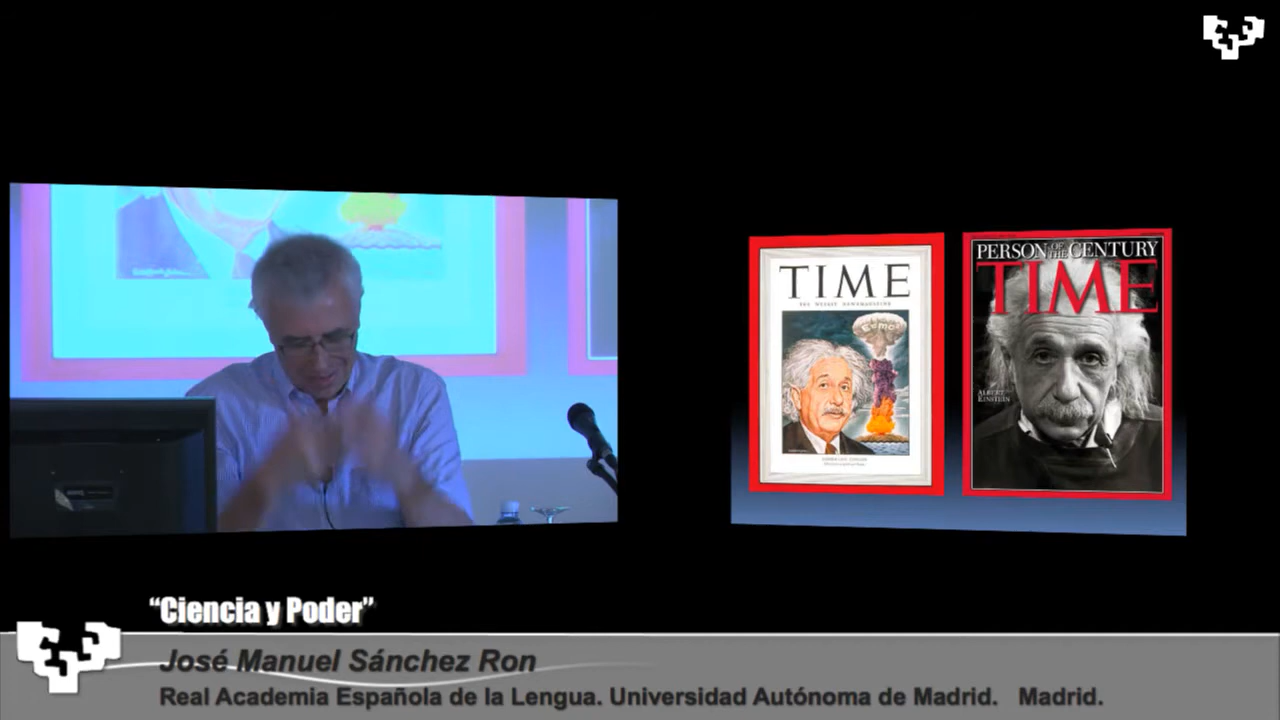 TIME
THE WEEKLY NEWSMAGAZINE
PERSON OF THE CENTURY
TIME
ALBERT
EINSTEIN
“Ciencia y Poder”
José Manuel Sánchez Ron
Real Academia Española de la Lengua. Universidad Autónoma de Madrid. Madrid.